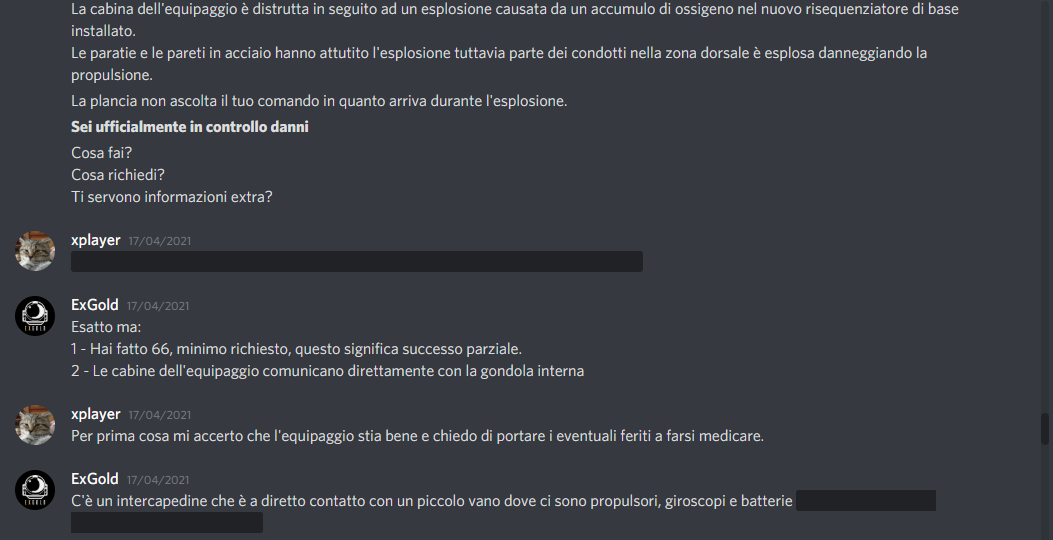 La cabina dell'equipaggio è distrutta in seguito ad un esplosione causata da un accumulo di ossigeno nel nuovo risequenziatore di base
installato.
Le paratie e le pareti in acciaio hanno attutito l'esplosione tuttavia parte dei condotti nella zona dorsale è esplosa danneggiando la
propulsione.
La plancia non ascolta il tuo comando in quanto arriva durante l'esplosione.
Sei ufficialmente in controllo danni
Cosa fai?
Cosa richiedi?
Ti servono informazioni extra?
xplayer 17/04/2021
ExGold 17/04/2021
Esatto ma:
1 - Hai fatto 66, minimo richiesto, questo significa successo parziale.
2 - Le cabine dell'equipaggio comunicano direttamente con la gondola interna
xplayer 17/04/2021
Per prima cosa mi accerto che l'equipaggio stia bene e chiedo di portare i eventuali feriti a farsi medicare.
ExGold 17/04/2021
C'è un intercapedine che è a diretto contatto con un piccolo vano dove ci sono propulsori, giroscopi e batterie